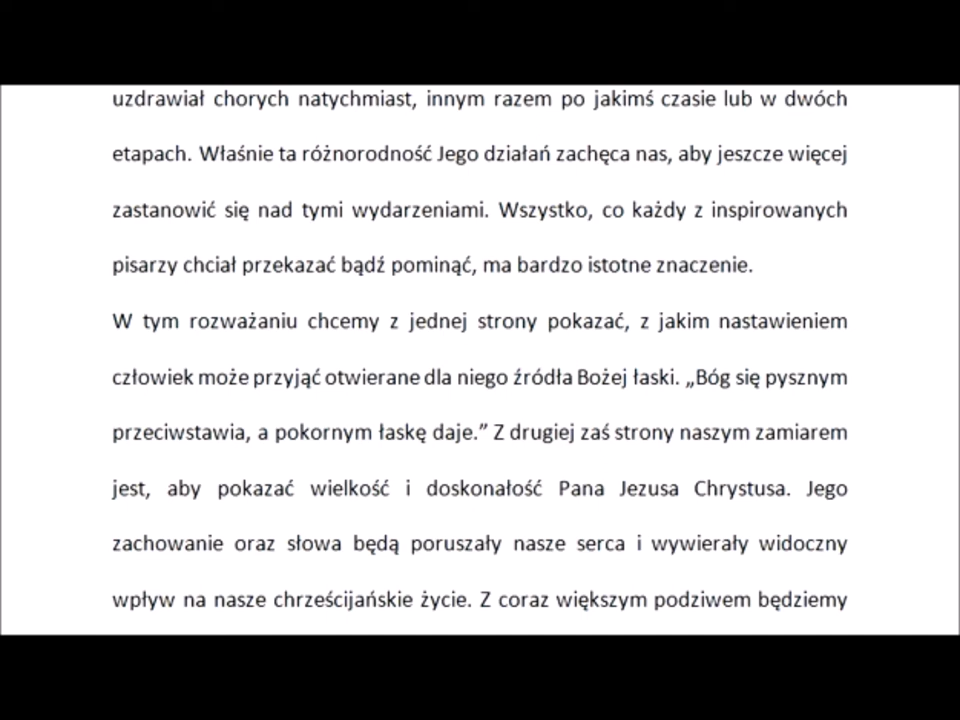 uzdrawiał chorych natychmiast, innym razem po jakimś czasie lub w dwóch
etapach. Właśnie ta różnorodność Jego działań zachęca nas, aby jeszcze więcej
zastanowić się nad tymi wydarzeniami. Wszystko, co każdy z inspirowanych
pisarzy chciał przekazać bądź pominąć, ma bardzo istotne znaczenie.
W tym rozważaniu chcemy z jednej strony pokazać, z jakim nastawieniem
człowiek może przyjąć otwierane dla niego źródła Bożej łaski. „Bóg się pysznym
przeciwstawia, a pokornym łaskę daje.” Z drugiej zaś strony naszym zamiarem
jest, aby pokazać wielkość i doskonałość Pana Jezusa Chrystusa. Jego
zachowanie oraz słowa będą poruszały nasze serca i wywierały widoczny
wpływ na nasze chrześcijańskie życie. Z coraz większym podziwem będziemy